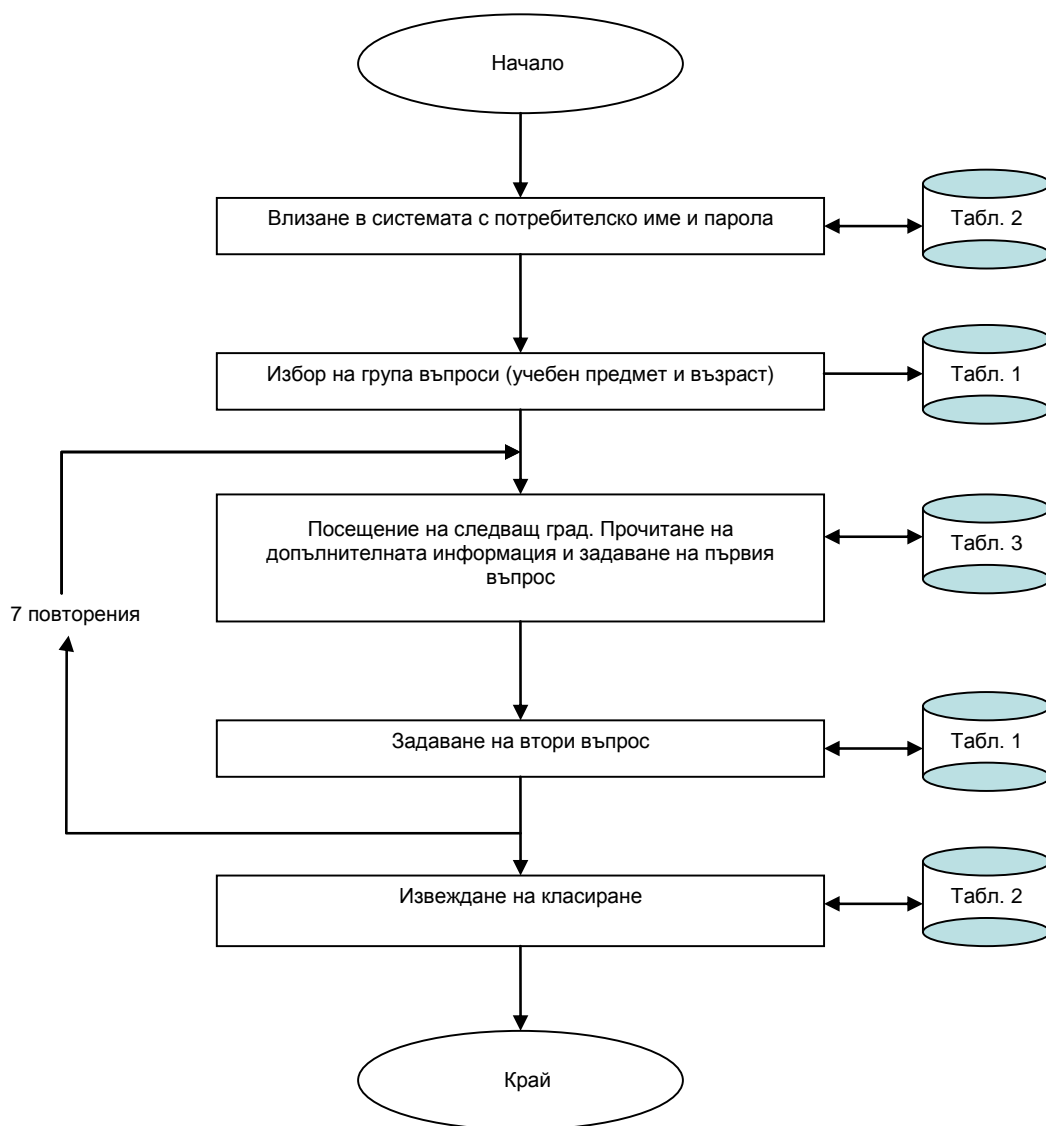 Начало
Влизане в системата с потребителско име и парола
Табл. 2
Избор на група въпроси (учебен предмет и възраст)
Табл. 1
Посещение на следващ град. Прочитане на
допълнителната информация и задаване на първия
въпрос
Табл. 3
7 повторения
Задаване на втори въпрос
Табл. 1
Извеждане на класиране
Табл. 2
Край